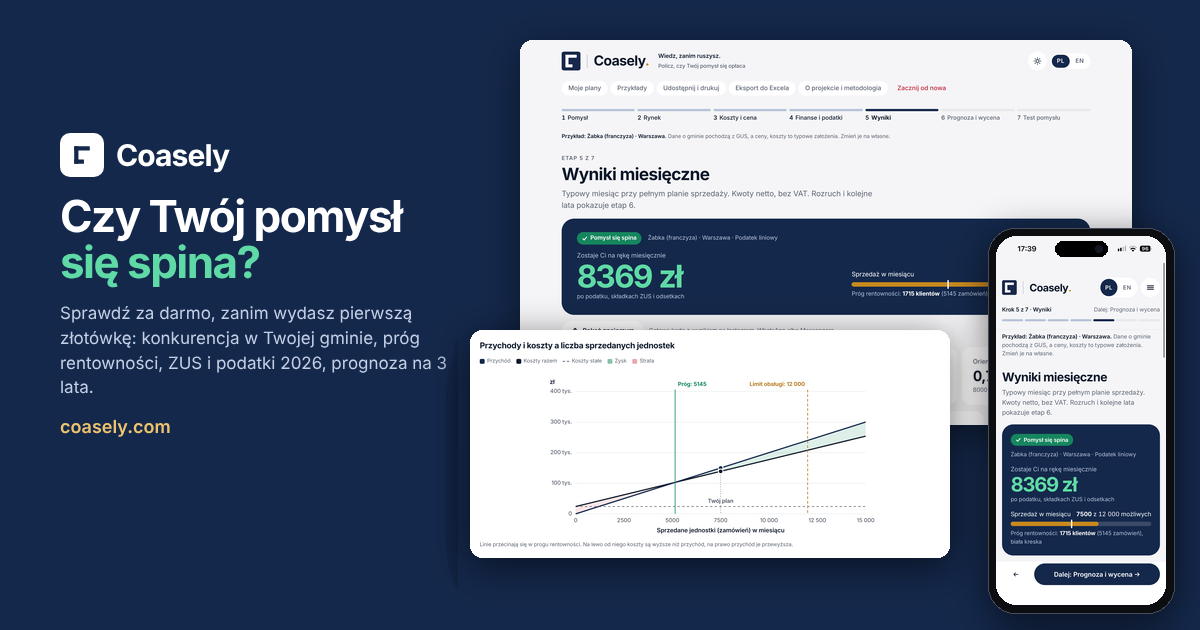 Coasely
Czy Twój pomysł
się spina?
Sprawdź za darmo, zanim wydasz pierwszą
złotówkę: konkurencja w Twojej gminie, próg
rentowności, ZUS i podatki 2026, prognoza na 3
lata.
coasely.com
Coasely.
Wiedz, zanim ruszysz.
Policz, czy Twój pomysł się opłaca
PL EN
Moje plany Przykłady Udostępnij i drukuj Eksport do Excela O projekcie i metodologia Zacznij od nowa
1 Pomysł 2 Rynek 3 Koszty i cena 4 Finanse i podatki 5 Wyniki 6 Prognoza i wycena 7 Test pomysłu
Przykład: Żabka (franczyza) · Warszawa. Dane o gminie pochodzą z GUS, a ceny, koszty to typowe założenia. Zmień je na własne.
ETAP 5 Z 7
Wyniki miesięczne
Typowy miesiąc przy pełnym planie sprzedaży. Kwoty netto, bez VAT. Rozruch i kolejne
lata pokazuje etap 6.
Pomysł się spina Żabka (franczyza) · Warszawa · Podatek liniowy
Zostaje Ci na rękę miesięcznie
8369 zł
po podatku, składkach ZUS i odsetkach
Sprzedaż w miesiącu
Próg rentowności: 1715 klientów (5145 zamówień)
Przychody i koszty a liczba sprzedanych jednostek
Przychód Koszty razem Koszty stałe Zysk Strata
zł
400 tys.
300 tys.
200 tys.
100 tys.
0
Próg: 5145
Limit obsługi: 12 000
Twój plan
0 2500 5000 7500 10 000 12 500 15 000
Sprzedane jednostki (zamówień) w miesiącu
Linie przecinają się w progu rentowności. Na lewo od niego koszty są wyższe niż przychód, na prawo przychód je przewyższa.
17:39
Coasely.
PL EN
Krok 5 z 7 · Wyniki Dalej: Prognoza i wycena
Przykład: Żabka (franczyza) · Warszawa. Dane o gminie
pochodzą z GUS, a ceny, koszty to typowe założenia.
Zmień je na własne.
Wyniki miesięczne
Typowy miesiąc przy pełnym planie sprzedaży.
Kwoty netto, bez VAT. Rozruch i kolejne lata
pokazuje etap 6.
Pomysł się spina
Żabka (franczyza) · Warszawa · Podatek liniowy
Zostaje Ci na rękę miesięcznie
8369 zł
po podatku, składkach ZUS i odsetkach
Sprzedaż w miesiącu 7500 z 12 000 możliwych
Próg rentowności: 1715 klientów (5145 zamówień),
biała kreska
← Dalej: Prognoza i wycena →